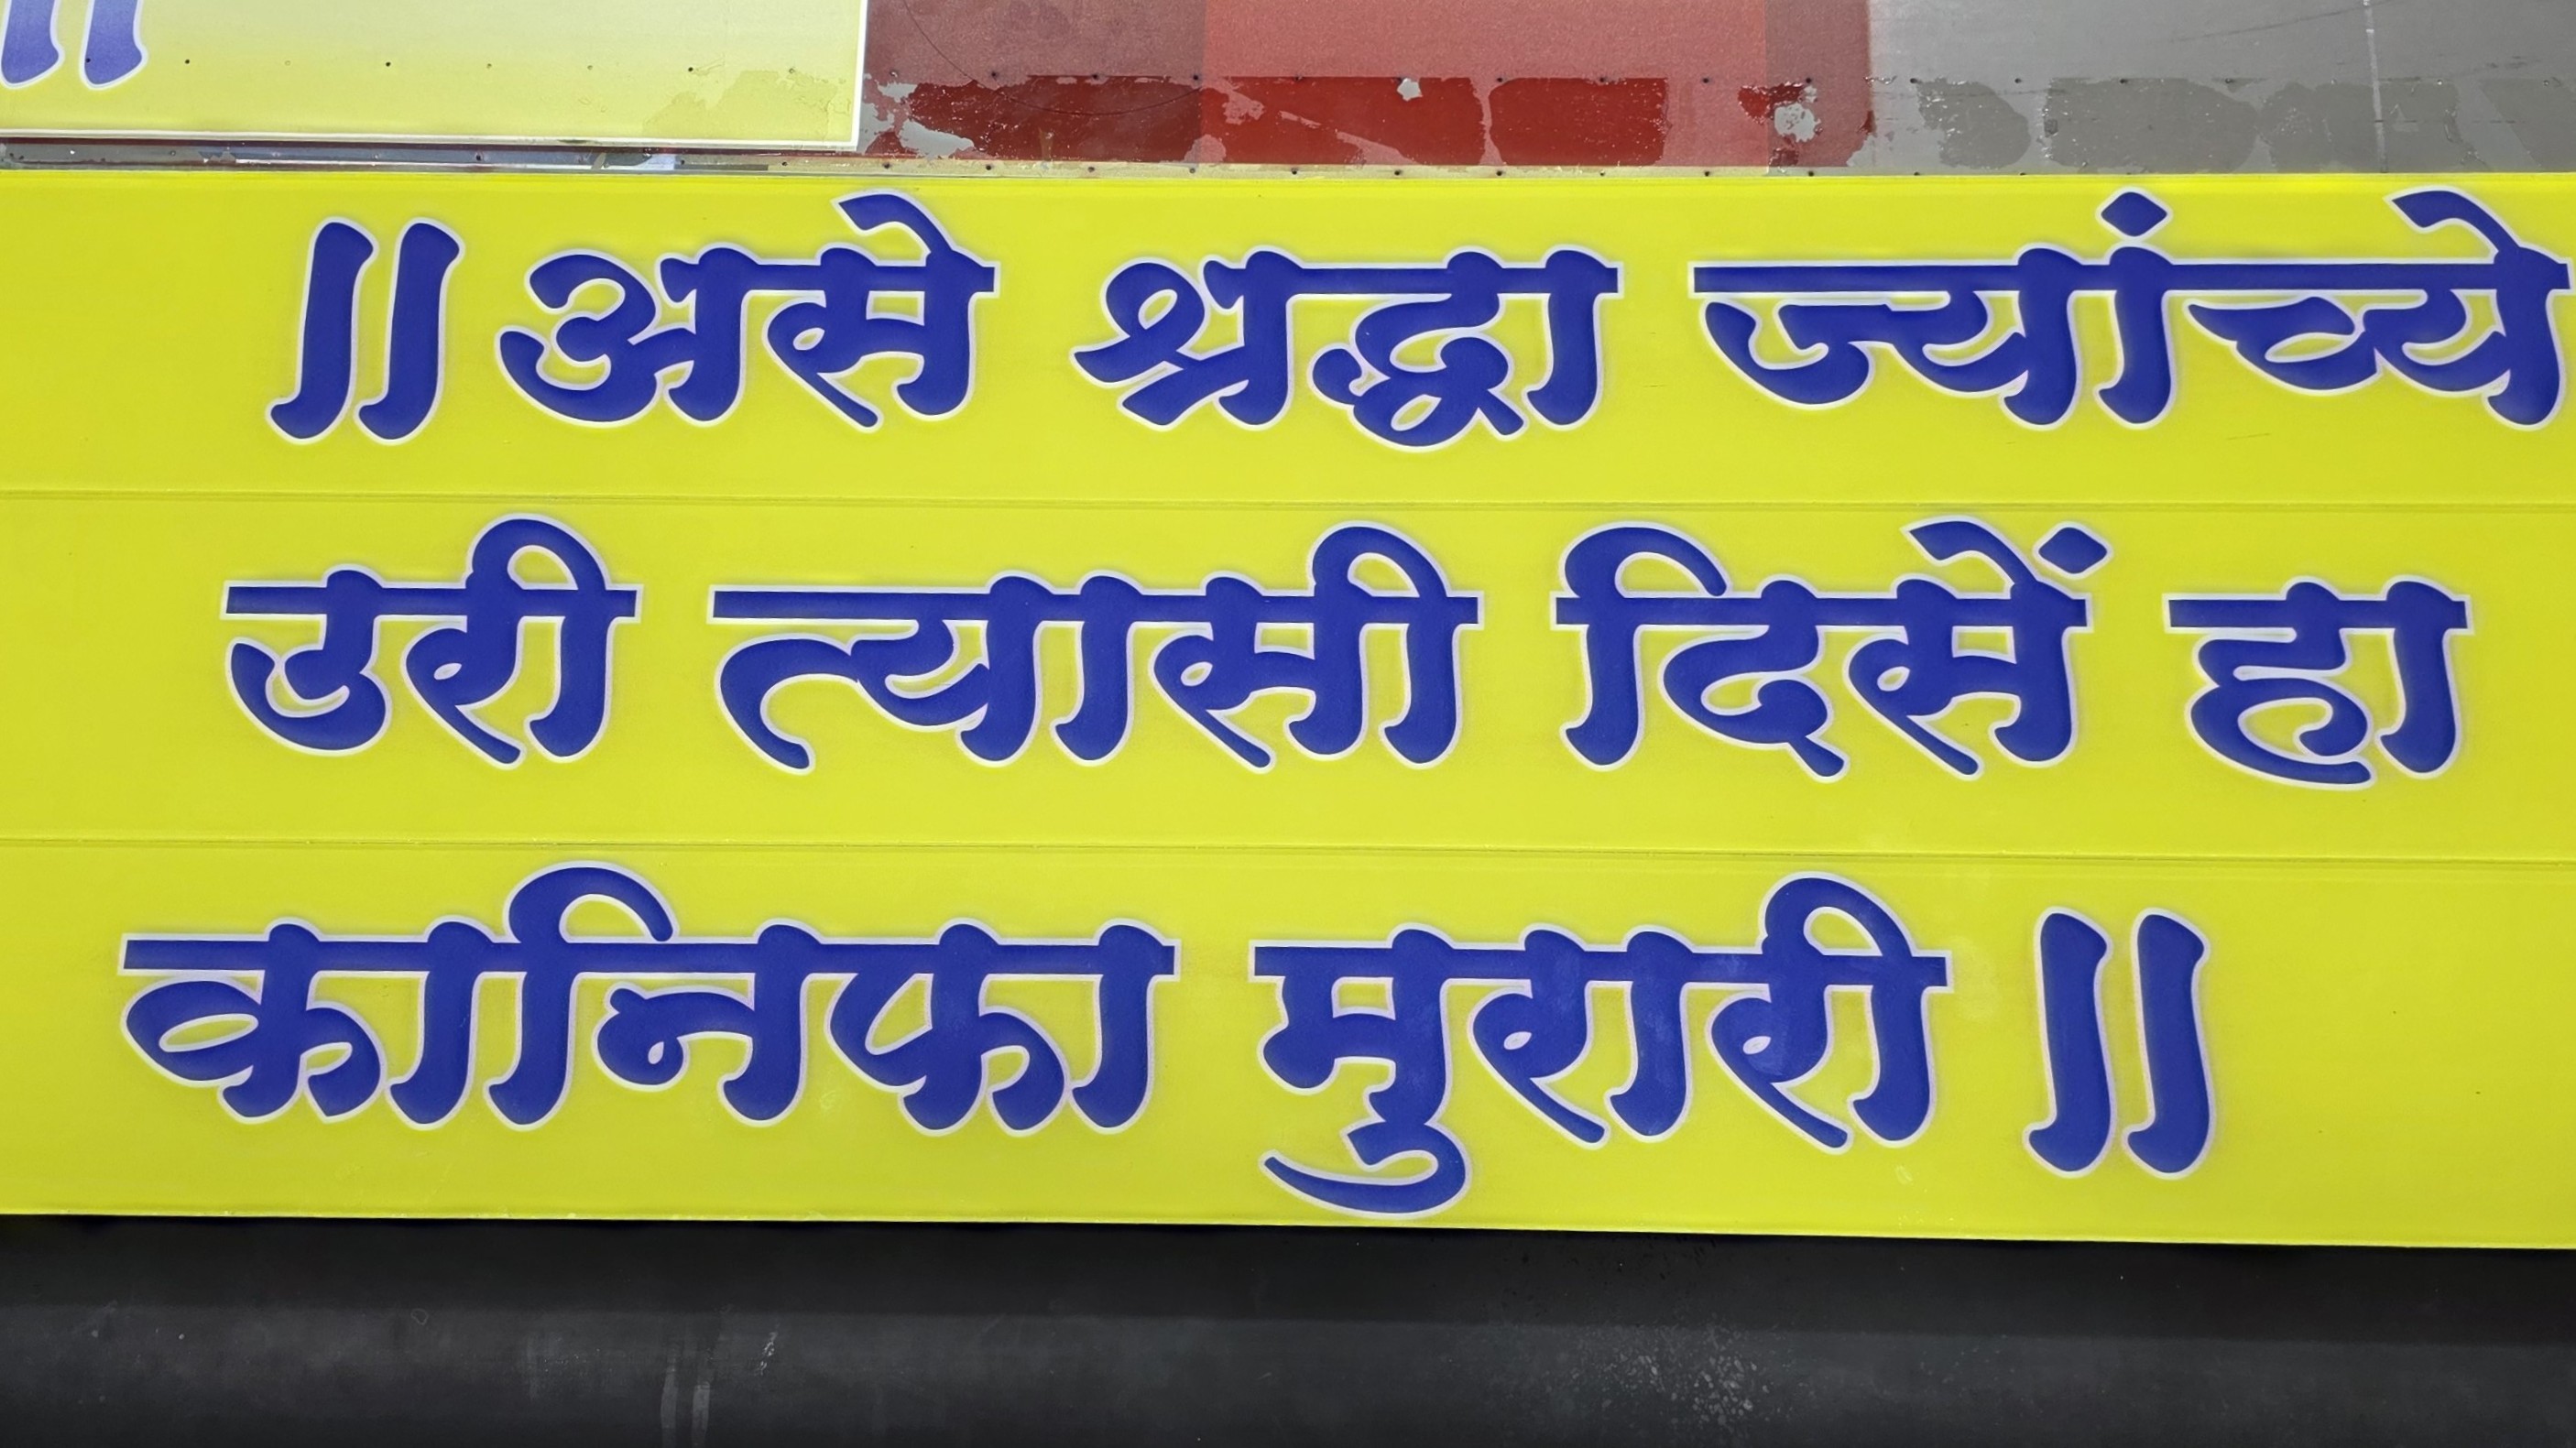 ॥
॥ असे श्रद्धा ज्यांच्ये
उरी त्यासी दिसें हा
कानिफा मुरारी ॥